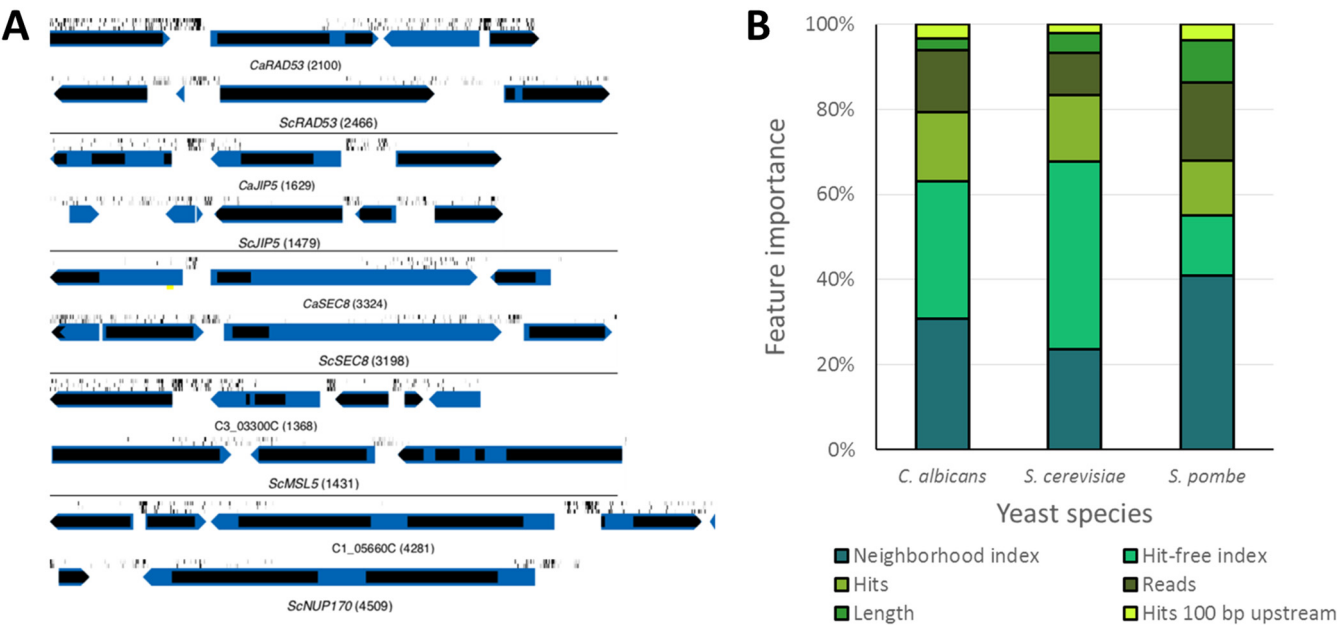 A
CaRAD53 (2100)
ScRAD53 (2466)
CaJIP5 (1629)
ScJIP5 (1479)
CaSEC8 (3324)
ScSEC8 (3198)
C3_03300C (1368)
ScMSL5 (1431)
C1_05660C (4281)
ScNUP170 (4509)
B
100%
80%
60%
40%
20%
0%
Feature importance
C. albicans S. cerevisiae S. pombe
Yeast species
Neighborhood index Hit-free index
Hits Reads
Length Hits 100 bp upstream